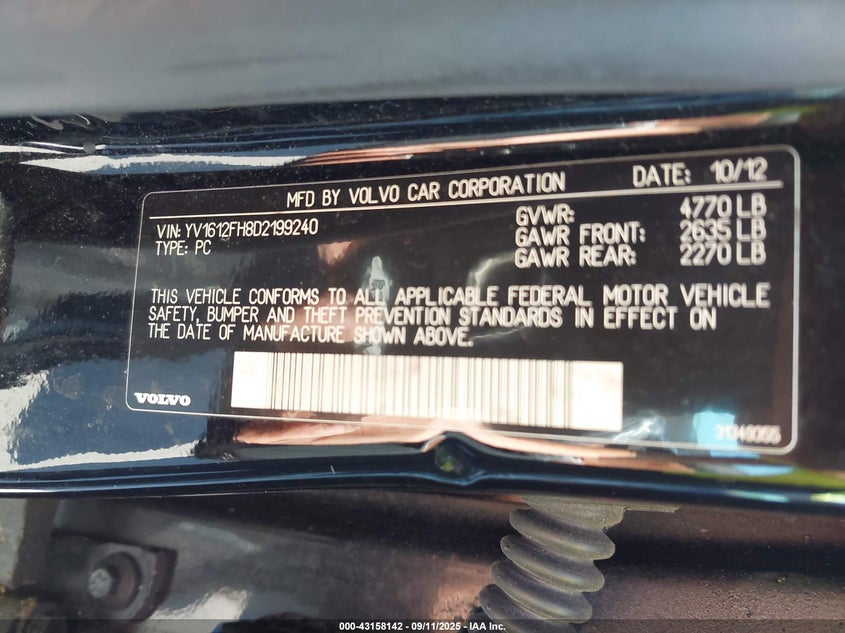 MFD BY VOLVO CAR CORPORATION DATE: 10/12
VIN: YV1612FH8D2199240 GVWR: 4770 LB
TYPE: PC GAWR FRONT: 2635 LB
GAWR REAR: 2270 LB
THIS VEHICLE CONFORMS TO ALL APPLICABLE FEDERAL MOTOR VEHICLE
SAFETY, BUMPER AND THEFT PREVENTION STANDARDS IN EFFECT ON
THE DATE OF MANUFACTURE SHOWN ABOVE.
VOLVO
000-43158142 - 09/11/2025 - IAA Inc.